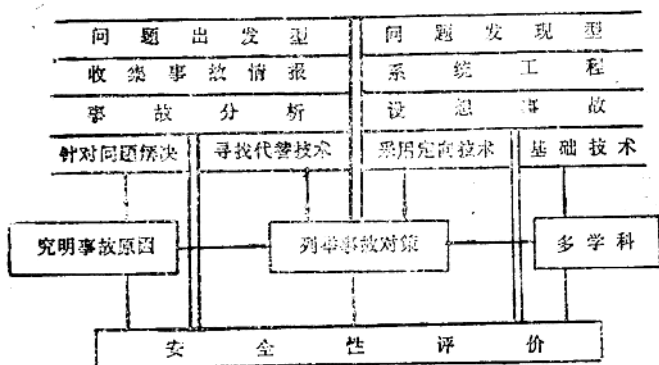 问题出发型 问题发现型
收集事故情报 系统工程
事故分析 设想事故
针对问题解决 寻找代替技术 采用定向技术 基础技术
究明事故原因 列举事故对策 多学科
安全性评价